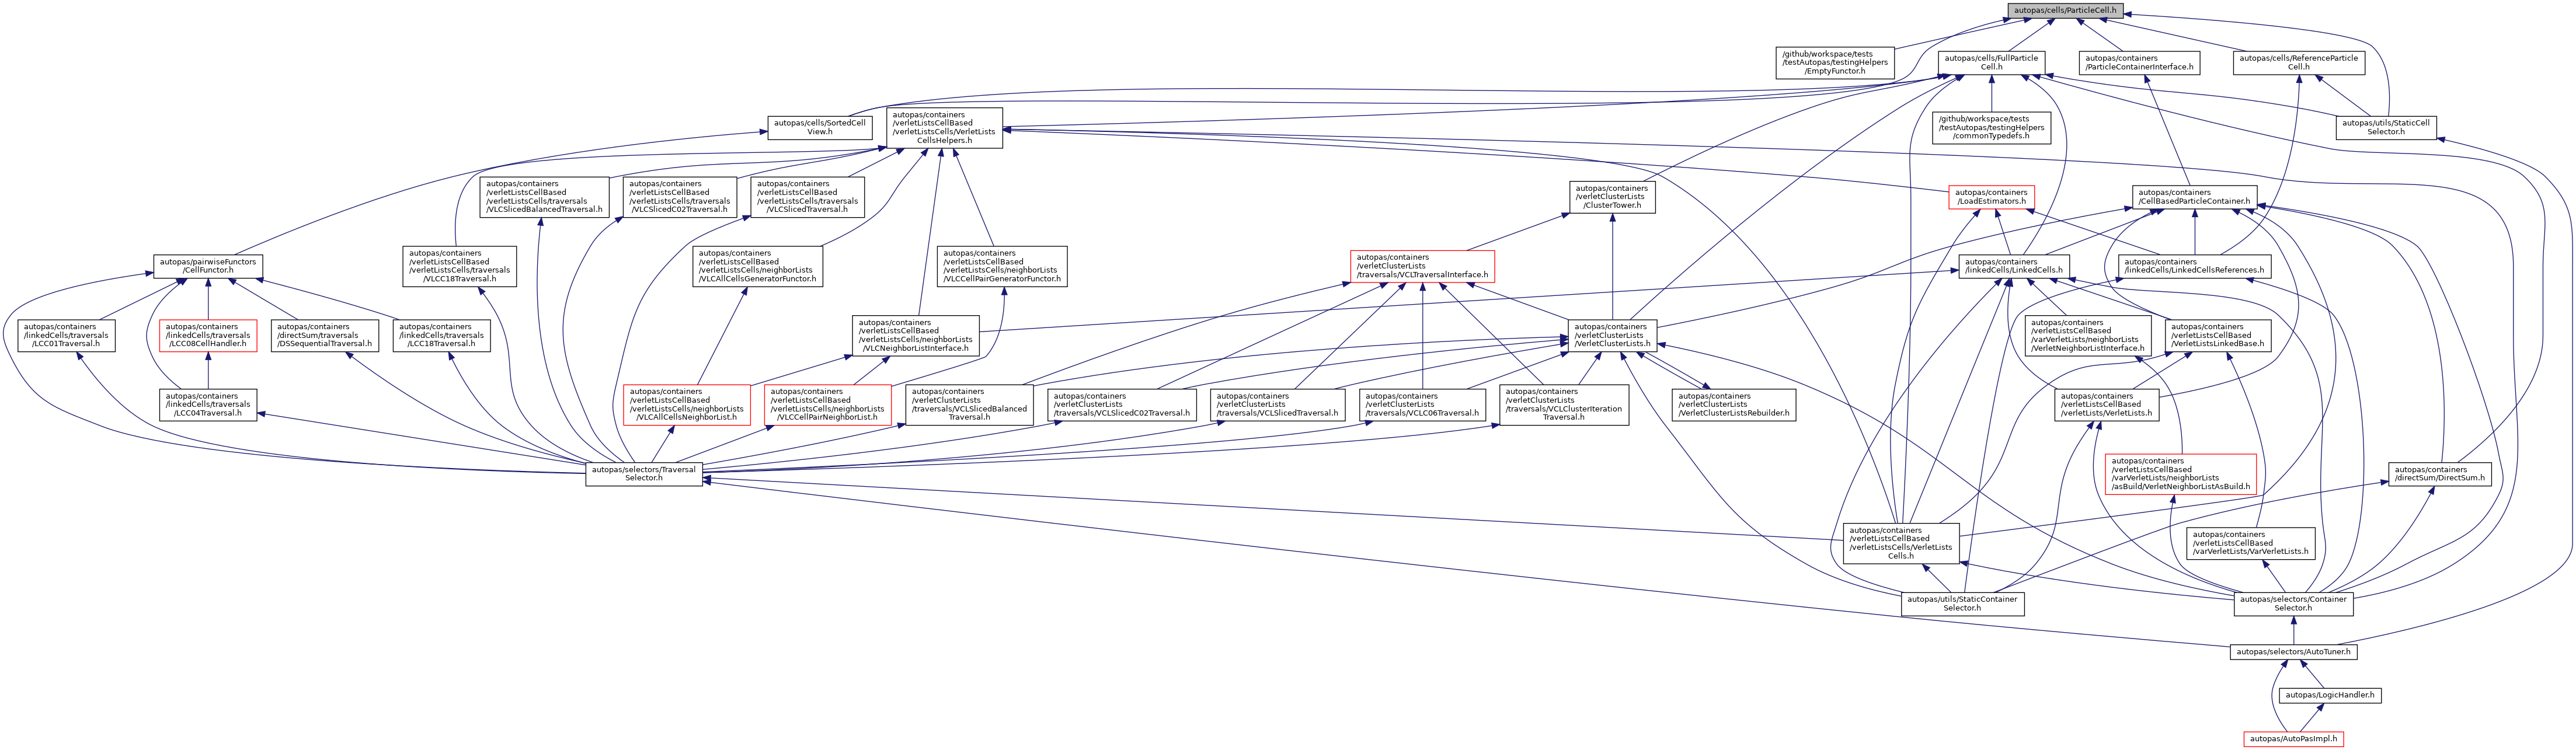 autopas/cells/ParticleCell.h
/github/workspace/tests
/testAutopas/testingHelpers
/EmptyFunctor.h
autopas/cells/FullParticle
Cell.h
autopas/containers
/ParticleContainerInterface.h
autopas/cells/ReferenceParticle
Cell.h
autopas/cells/SortedCell
View.h
autopas/containers
/verletListsCellBased
/verletListsCells/VerletLists
CellsHelpers.h
/github/workspace/tests
/testAutopas/testingHelpers
/commonTypedefs.h
autopas/utils/StaticCell
Selector.h
autopas/containers
/verletListsCellBased
/verletListsCells/traversals
/VLCSlicedBalancedTraversal.h
autopas/containers
/verletListsCellBased
/verletListsCells/traversals
/VLCSlicedC02Traversal.h
autopas/containers
/verletListsCellBased
/verletListsCells/traversals
/VLCSlicedTraversal.h
autopas/containers
/verletClusterLists
/ClusterTower.h
autopas/containers
/LoadEstimators.h
autopas/containers
/CellBasedParticleContainer.h
autopas/pairwiseFunctors
/CellFunctor.h
autopas/containers
/verletListsCellBased
/verletListsCells/traversals
/VLCC18Traversal.h
autopas/containers
/verletListsCellBased
/verletListsCells/neighborLists
/VLCAllCellsGeneratorFunctor.h
autopas/containers
/verletListsCellBased
/verletListsCells/neighborLists
/VLCCellPairGeneratorFunctor.h
autopas/containers
/verletClusterLists
/traversals/VCLTraversalInterface.h
autopas/containers
/linkedCells/LinkedCells.h
autopas/containers
/linkedCells/LinkedCellsReferences.h
autopas/containers
/linkedCells/traversals
/LCC01Traversal.h
autopas/containers
/linkedCells/traversals
/LCC08CellHandler.h
autopas/containers
/directSum/traversals
/DSSequentialTraversal.h
autopas/containers
/linkedCells/traversals
/LCC18Traversal.h
autopas/containers
/verletListsCellBased
/verletListsCells/neighborLists
/VLCNeighborListInterface.h
autopas/containers
/verletClusterLists
/VerletClusterLists.h
autopas/containers
/verletListsCellBased
/varVerletLists/neighborLists
/VerletNeighborListInterface.h
autopas/containers
/verletListsCellBased
/VerletListsLinkedBase.h
autopas/containers
/linkedCells/traversals
/LCC04Traversal.h
autopas/containers
/verletListsCellBased
/verletListsCells/neighborLists
/VLCAllCellsNeighborList.h
autopas/containers
/verletListsCellBased
/verletListsCells/neighborLists
/VLCCellPairNeighborList.h
autopas/containers
/verletClusterLists
/traversals/VCLSlicedBalanced
Traversal.h
autopas/containers
/verletClusterLists
/traversals/VCLSlicedC02Traversal.h
autopas/containers
/verletClusterLists
/traversals/VCLSlicedTraversal.h
autopas/containers
/verletClusterLists
/traversals/VCLC06Traversal.h
autopas/containers
/verletClusterLists
/traversals/VCLClusterIteration
Traversal.h
autopas/containers
/verletClusterLists
/VerletClusterListsRebuilder.h
autopas/containers
/verletListsCellBased
/verletLists/VerletLists.h
autopas/selectors/Traversal
Selector.h
autopas/containers
/verletListsCellBased
/varVerletLists/neighborLists
/asBuild/VerletNeighborListAsBuild.h
autopas/containers
/directSum/DirectSum.h
autopas/containers
/verletListsCellBased
/verletListsCells/VerletLists
Cells.h
autopas/containers
/verletListsCellBased
/varVerletLists/VarVerletLists.h
autopas/utils/StaticContainer
Selector.h
autopas/selectors/Container
Selector.h
autopas/selectors/AutoTuner.h
autopas/LogicHandler.h
autopas/AutoPasImpl.h